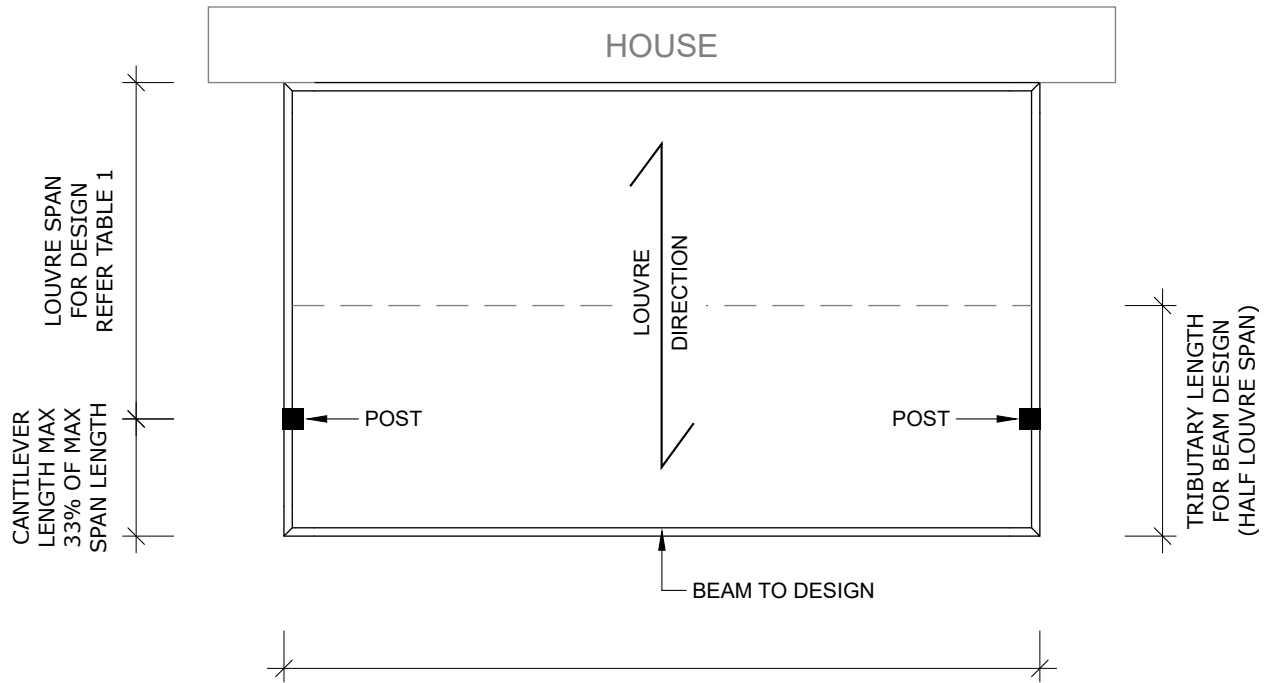 HOUSE
LOUVRE SPAN
FOR DESIGN
REFER TABLE 1
LOUVRE
DIRECTION
CANTILEVER
LENGTH MAX
33% OF MAX
SPAN LENGTH
POST
POST
TRIBUTARY LENGTH
FOR BEAM DESIGN
(HALF LOUVRE SPAN)
BEAM TO DESIGN